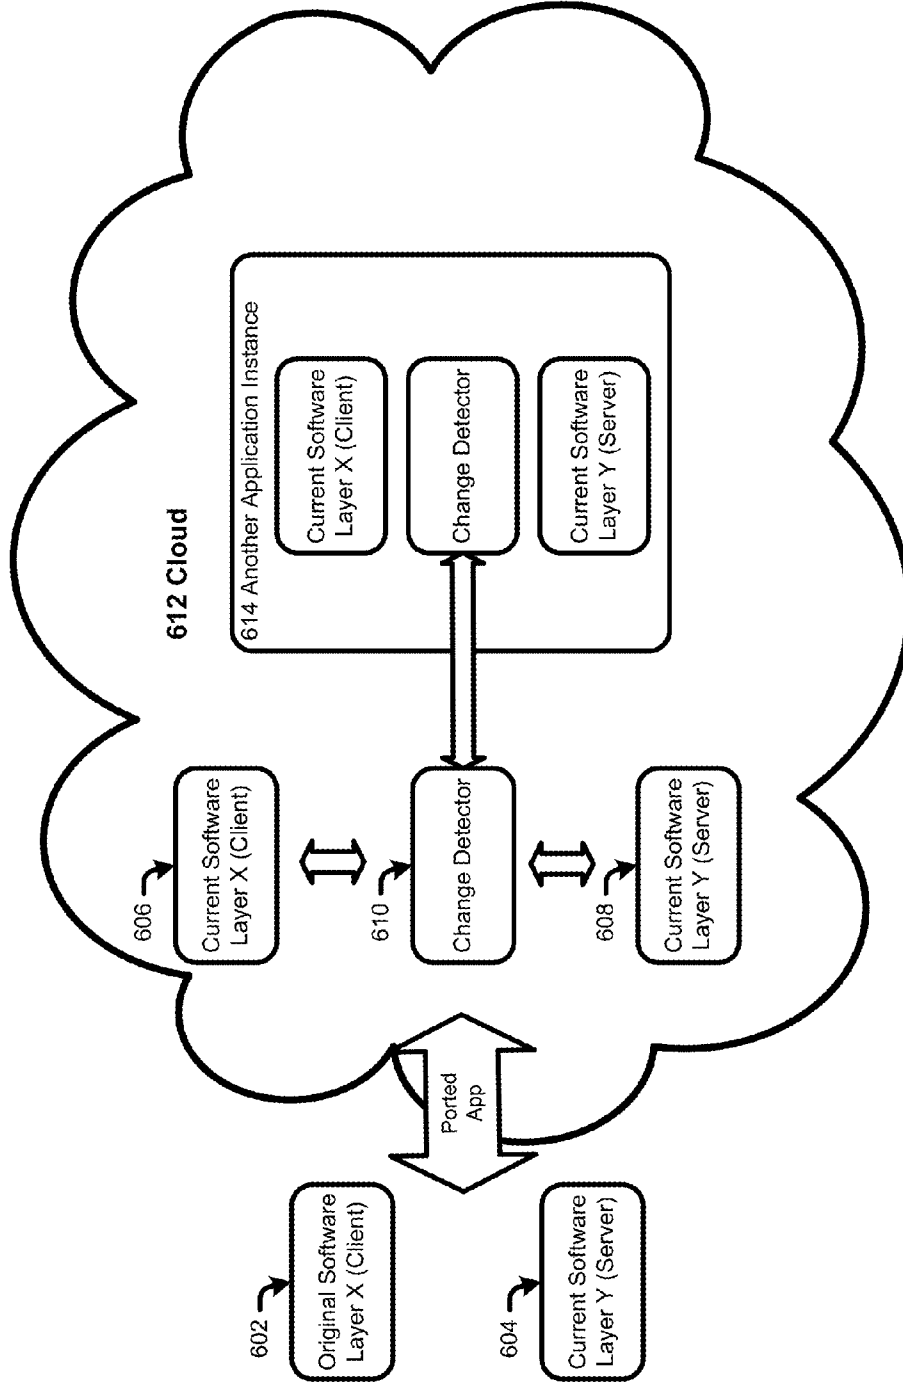 602
Original Software
Layer X (Client)
604
Current Software
Layer Y (Server)
Ported
App
606
Current Software
Layer X (Client)
610
Change Detector
608
Current Software
Layer Y (Server)
612 Cloud
614 Another Application Instance
Current Software
Layer X (Client)
Change Detector
Current Software
Layer Y (Server)